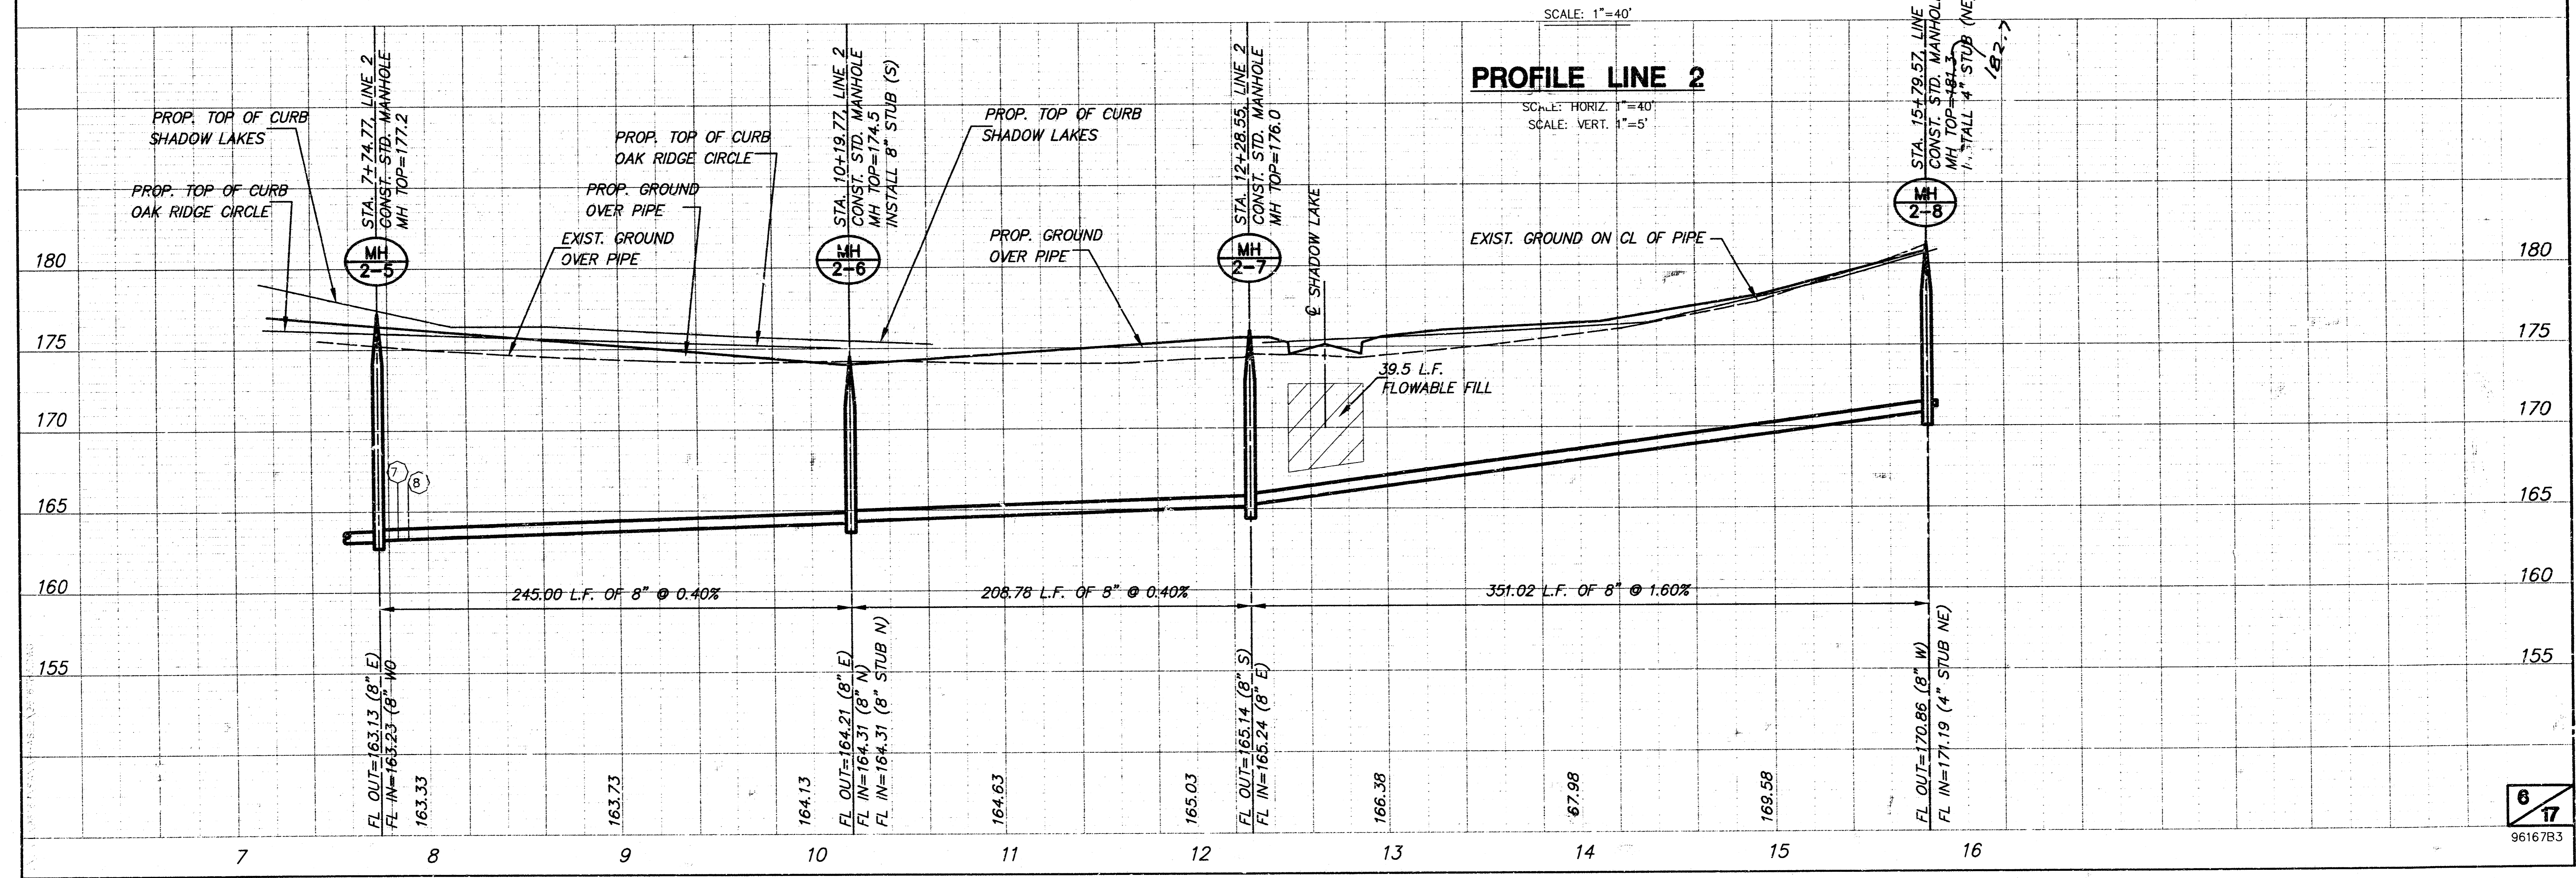 SCALE: 1"=40'
PROFILE LINE 2
SCALE: HORIZ. 1"=40'
SCALE: VERT. 1"=5'
PROP. TOP OF CURB
SHADOW LAKES
PROP. TOP OF CURB
OAK RIDGE CIRCLE
STA. 7+74.77, LINE 2
CONST. STD. MANHOLE
MH TOP=177.2
MH
2-5
EXIST. GROUND
OVER PIPE
PROP. GROUND
OVER PIPE
PROP. TOP OF CURB
OAK RIDGE CIRCLE
STA. 10+19.77, LINE 2
CONST. STD. MANHOLE
MH TOP=174.5
INSTALL 8" STUB (S)
MH
2-6
PROP. TOP OF CURB
SHADOW LAKES
PROP. GROUND
OVER PIPE
STA. 12+28.55, LINE 2
CONST. STD. MANHOLE
MH TOP=176.0
MH
2-7
℄ SHADOW LAKE
39.5 L.F.
FLOWABLE FILL
EXIST. GROUND ON CL OF PIPE
STA. 15+79.57, LINE
CONST. STD. MANHOLE
MH TOP=181.3
182.7
4" STUB (NE
MH
2-8
180
180
175
175
170
170
165
165
160
160
155
155
7
8
245.00 L.F. OF 8" @ 0.40%
208.78 L.F. OF 8" @ 0.40%
351.02 L.F. OF 8" @ 1.60%
FL OUT=163.13 (8" E)
FL IN=163.23 (8" W0
163.33
163.73
164.13
FL OUT=164.21 (8" E)
FL IN=164.31 (8" N)
FL IN=164.31 (8" STUB N)
164.63
165.03
FL OUT=165.14 (8" S)
FL IN=165.24 (8" E)
166.38
67.98
169.58
FL OUT=170.86 (8" W)
FL IN=171.19 (4" STUB NE)
7 8 9 10 11 12 13 14 15 16
6
17
96167B3